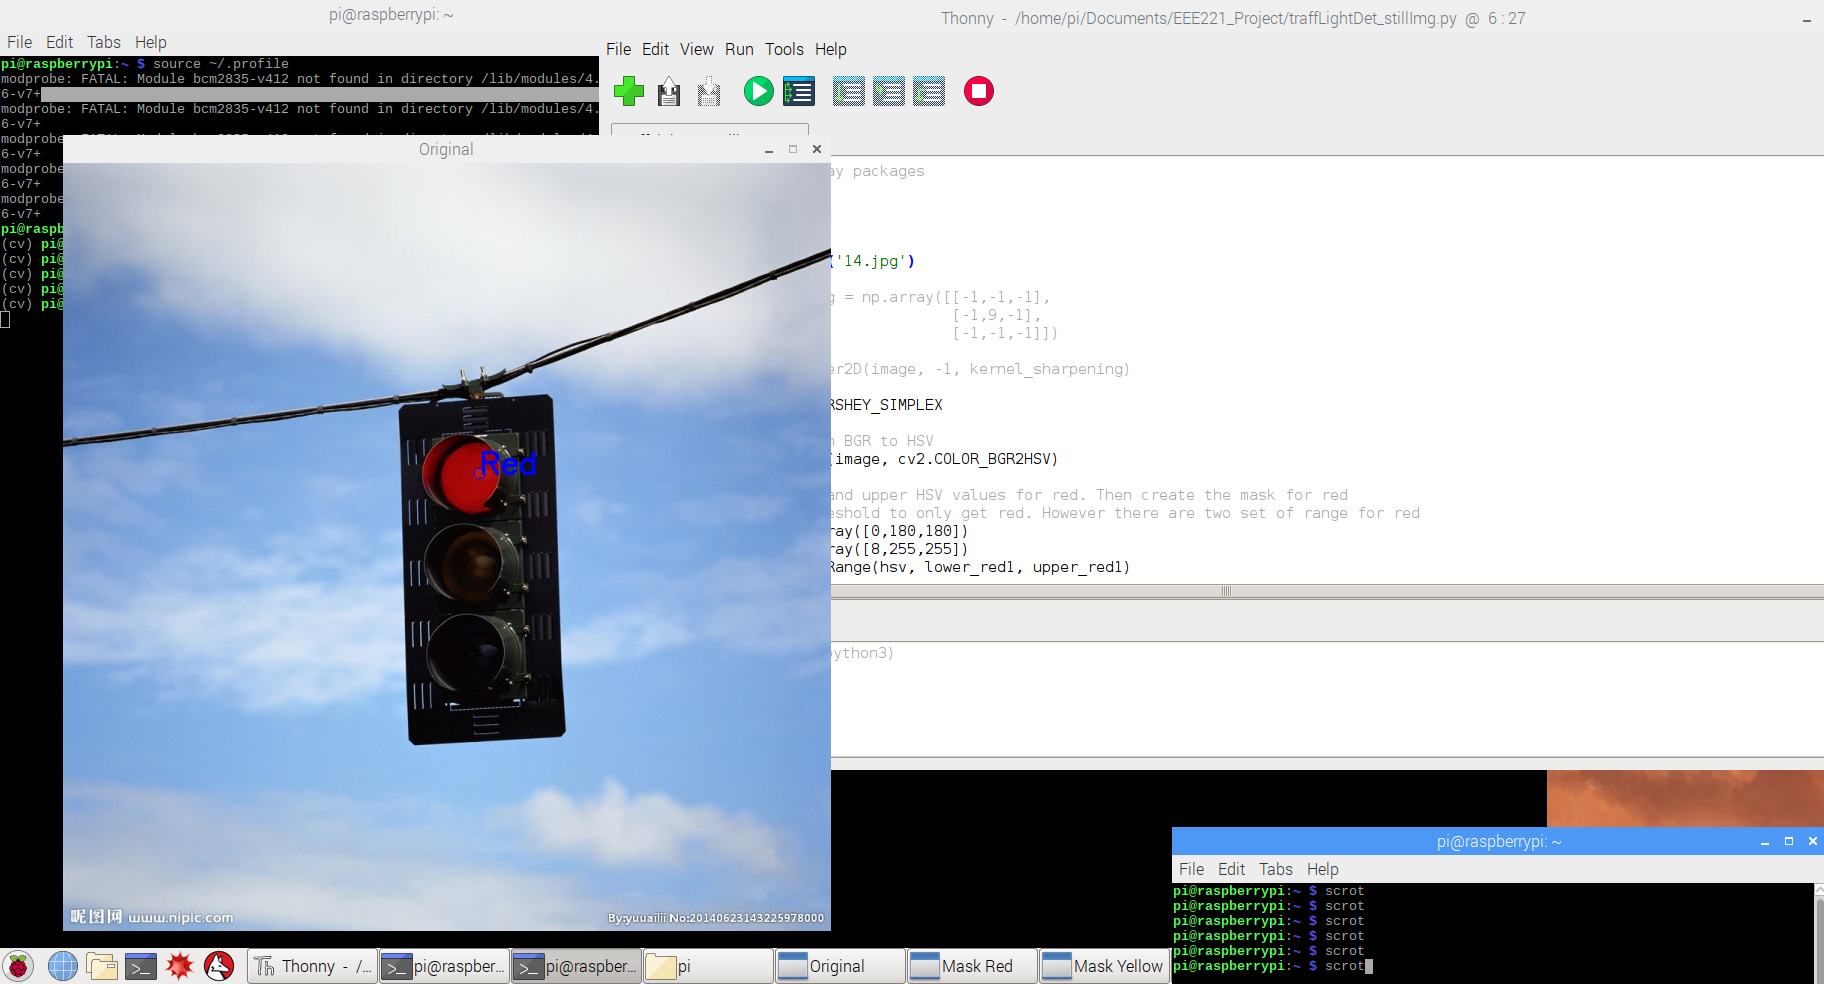 pi@raspberrypi: ~
File Edit Tabs Help
pi@raspberrypi:~ $ source ~/.profile
modprobe: FATAL: Module bcm2835-v412 not found in directory /lib/modules/4.
6-v7+
modprobe: FATAL: Module bcm2835-v412 not found in directory /lib/modules/4.
6-v7+
modprobe
6-v7+
modprobe
6-v7+
modprobe
6-v7+
pi@raspb
(cv) pi@
(cv) pi@
(cv) pi@
(cv) pi@
(cv) pi@
Thonny - /home/pi/Documents/EEE221_Project/traffLightDet_stillImg.py @ 6:27
File Edit View Run Tools Help
ay packages
('14.jpg')
g = np.array([[-1,-1,-1],
[-1,9,-1],
[-1,-1,-1]])
er2D(image, -1, kernel_sharpening)
RSHEY_SIMPLEX
n BGR to HSV
(image, cv2.COLOR_BGR2HSV)
and upper HSV values for red. Then create the mask for red
eshold to only get red. However there are two set of range for red
ray([0,180,180])
ray([8,255,255])
Range(hsv, lower_red1, upper_red1)
ython3)
Original
Red
昵图网 www.nipic.com
By:yuuailii No:20140623143225978000
pi@raspberrypi: ~
File Edit Tabs Help
pi@raspberrypi:~ $ scrot
pi@raspberrypi:~ $ scrot
pi@raspberrypi:~ $ scrot
pi@raspberrypi:~ $ scrot
pi@raspberrypi:~ $ scrot
pi@raspberrypi:~ $ scrot
Thonny - /...
pi@raspber...
pi@raspber...
pi
Original
Mask Red
Mask Yellow